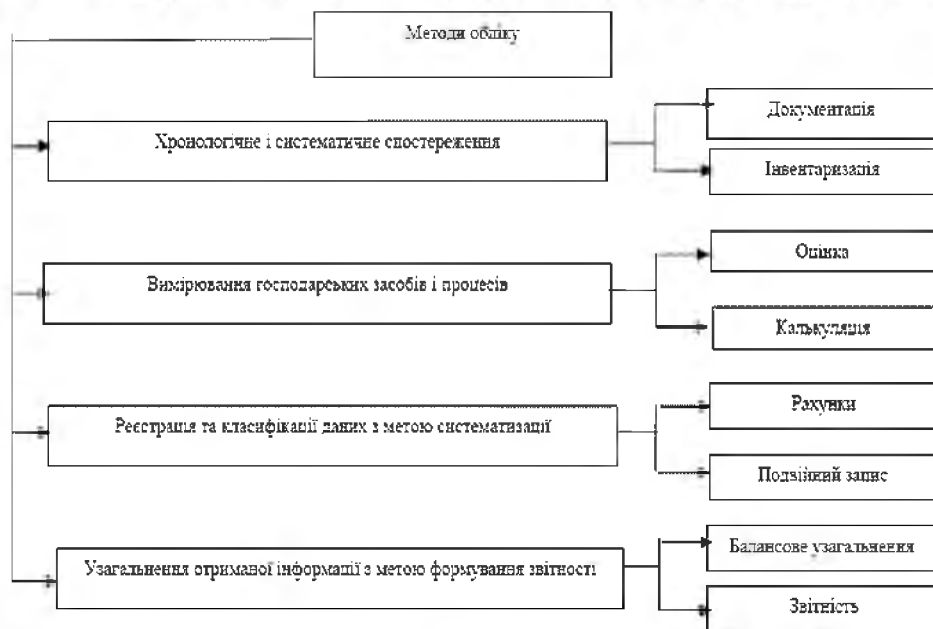 Методи обліку
Хронологічне і систематичне спостереження
Документація
Інвентаризація
Вимірювання господарських засобів і процесів
Оцінка
Калькуляція
Реєстрація та класифікації даних з метою систематизації
Рахунки
Подвійний запис
Узагальнення отриманої інформації з метою формування звітності
Балансове узагальнення
Звітність